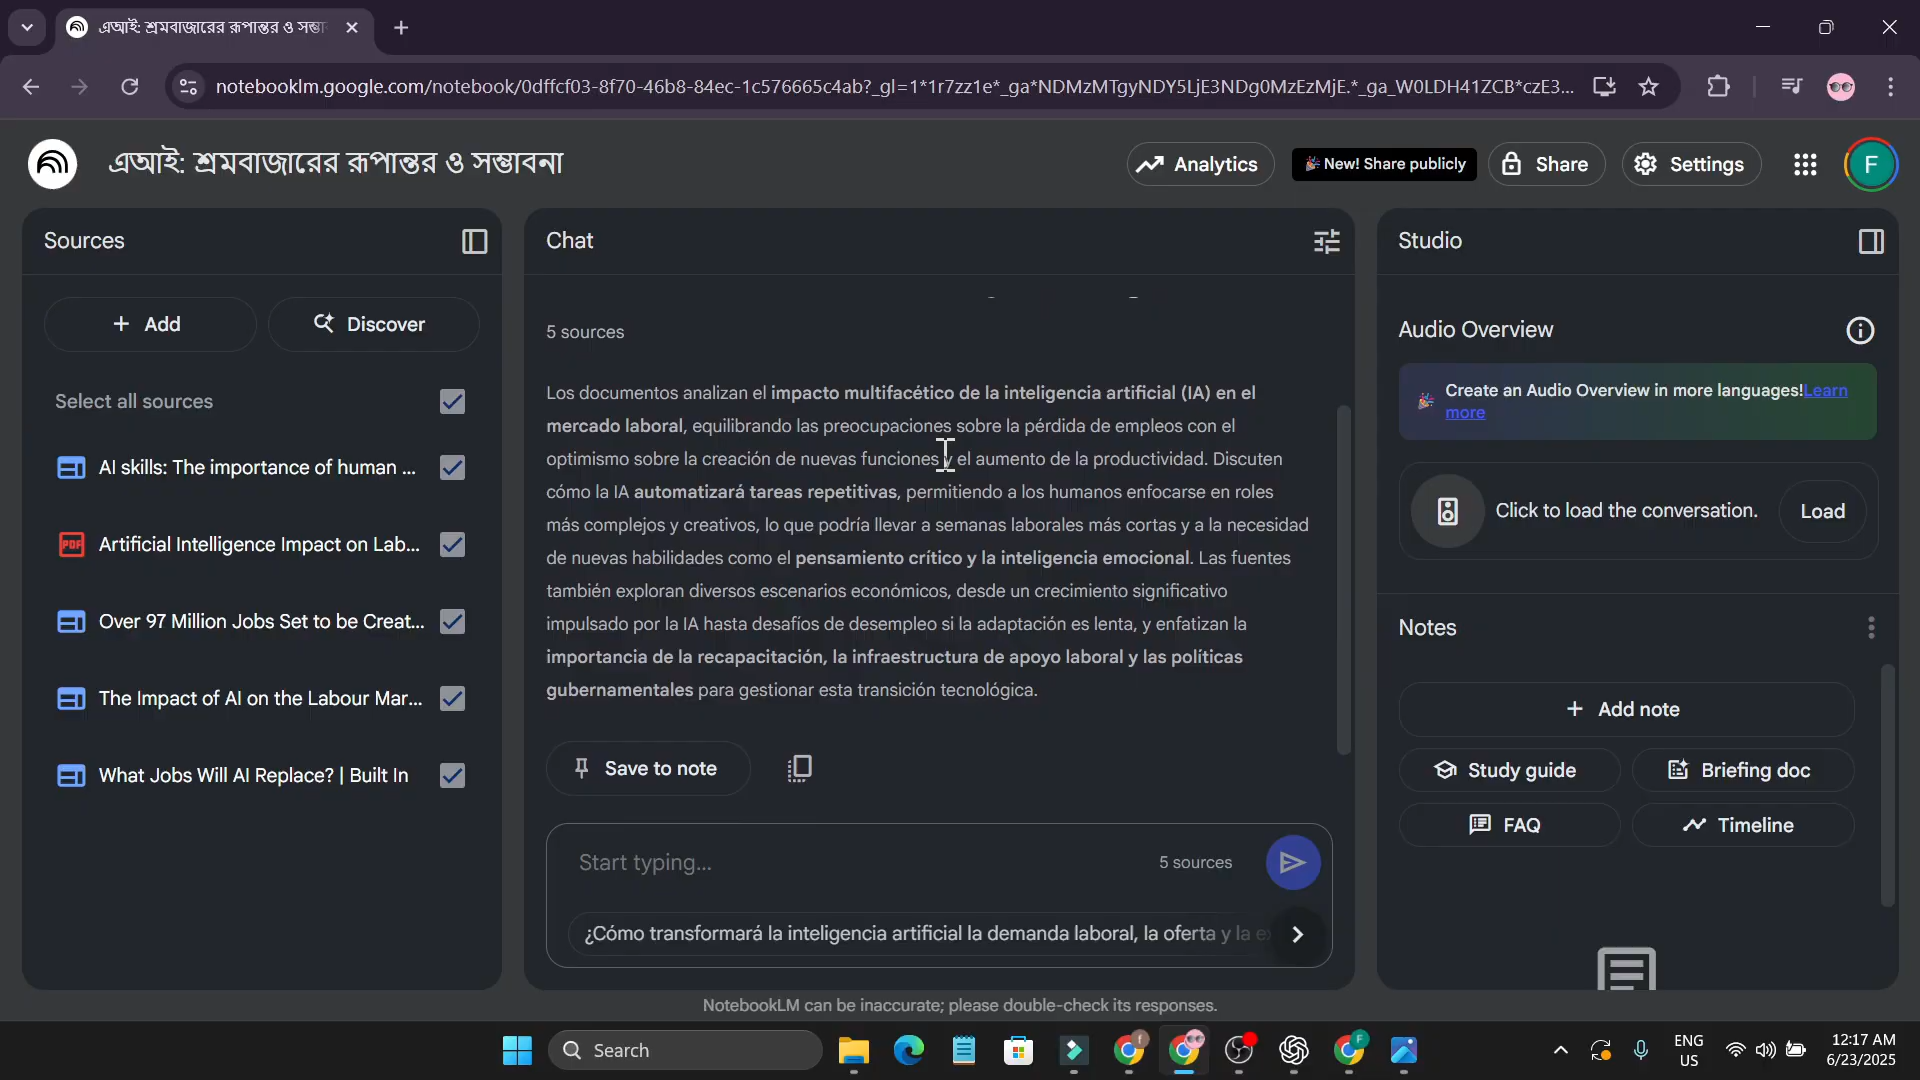 এআই: শ্রমবাজারের রূপান্তর ও সম্ভা
notebooklm.google.com/notebook/0dffcf03-8f70-46b8-84ec-1c576665c4ab?_gl=1*1r7zz1e*_ga*NDMzMTgyNDY5LjE3NDg0MzEzMjE.*_ga_W0LDH41ZCB*czE3...
এআই: শ্রমবাজারের রূপান্তর ও সম্ভাবনা
Analytics
New! Share publicly
Share
Settings
F
Sources
Add
Discover
Select all sources
AI skills: The importance of human ...
PDF Artificial Intelligence Impact on Lab...
Over 97 Million Jobs Set to be Creat...
The Impact of AI on the Labour Mar...
What Jobs Will AI Replace? | Built In
Chat
5 sources
Los documentos analizan el impacto multifacético de la inteligencia artificial (IA) en el
mercado laboral, equilibrando las preocupaciones sobre la pérdida de empleos con el
optimismo sobre la creación de nuevas funciones y el aumento de la productividad. Discuten
cómo la IA automatizará tareas repetitivas, permitiendo a los humanos enfocarse en roles
más complejos y creativos, lo que podría llevar a semanas laborales más cortas y a la necesidad
de nuevas habilidades como el pensamiento crítico y la inteligencia emocional. Las fuentes
también exploran diversos escenarios económicos, desde un crecimiento significativo
impulsado por la IA hasta desafíos de desempleo si la adaptación es lenta, y enfatizan la
importancia de la recapacitación, la infraestructura de apoyo laboral y las políticas
gubernamentales para gestionar esta transición tecnológica.
Save to note
Start typing...
5 sources
¿Cómo transformará la inteligencia artificial la demanda laboral, la oferta y la e
NotebookLM can be inaccurate; please double-check its responses.
Studio
Audio Overview
Create an Audio Overview in more languages!Learn
more
Click to load the conversation.
Load
Notes
Add note
Study guide
Briefing doc
FAQ
Timeline
Search
ENG
US
12:17 AM
6/23/2025